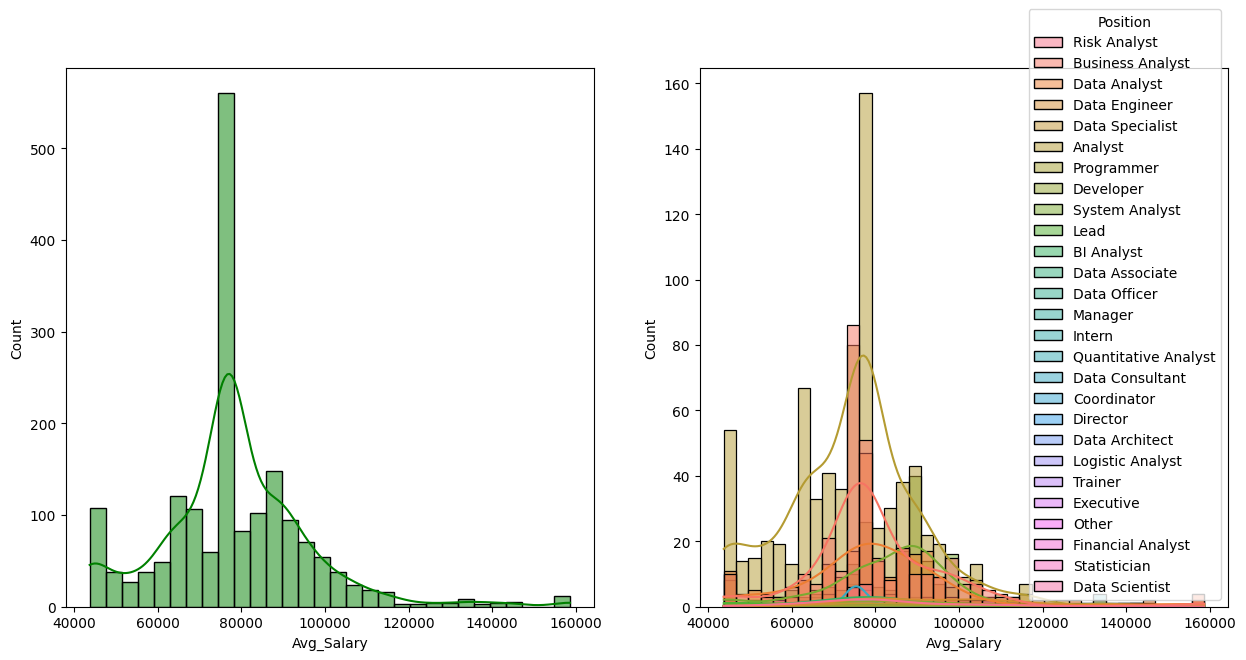 500
400
300
200
100
0
Count
40000 60000 80000 100000 120000 140000 160000
Avg_Salary
160
140
120
100
80
60
40
20
0
Count
40000 60000 80000 100000 120000 140000 160000
Avg_Salary
Position
Risk Analyst
Business Analyst
Data Analyst
Data Engineer
Data Specialist
Analyst
Programmer
Developer
System Analyst
Lead
BI Analyst
Data Associate
Data Officer
Manager
Intern
Quantitative Analyst
Data Consultant
Coordinator
Director
Data Architect
Logistic Analyst
Trainer
Executive
Other
Financial Analyst
Statistician
Data Scientist